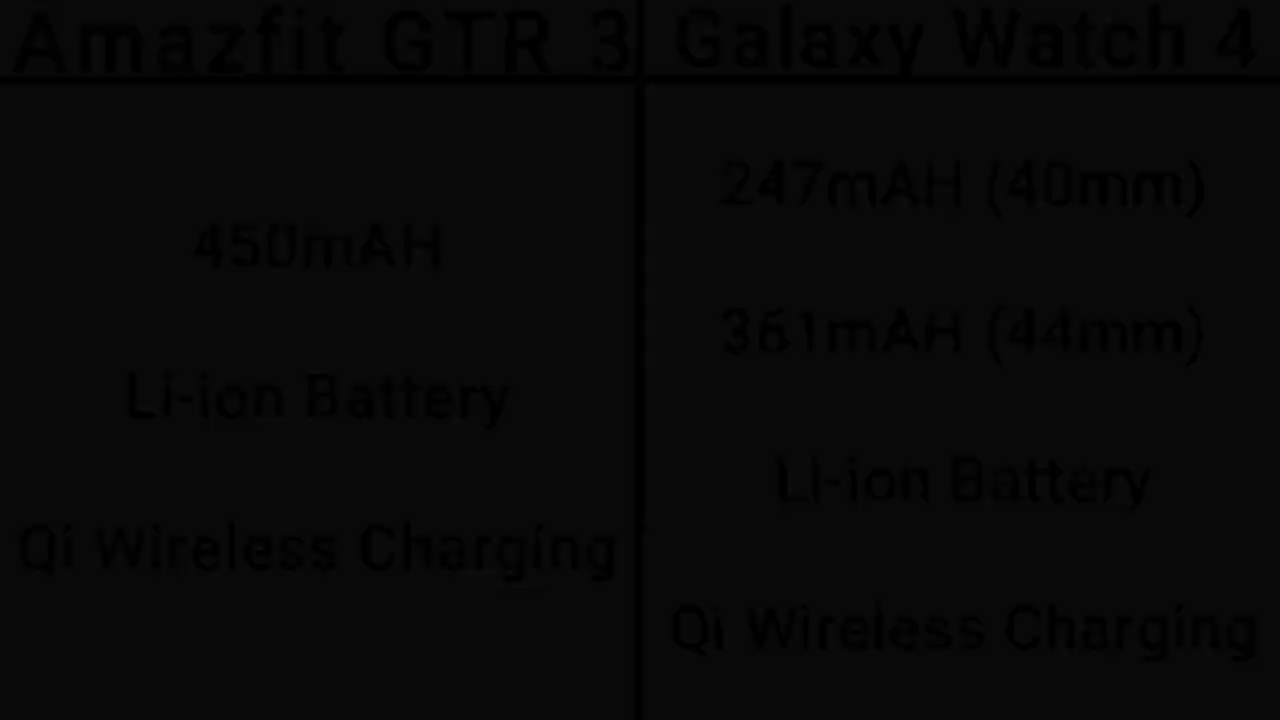 Amazfit GTR 3
Galaxy Watch 4
450mAH
Li-ion Battery
Qi Wireless Charging
247mAH (40mm)
361mAH (44mm)
Li-ion Battery
Qi Wireless Charging